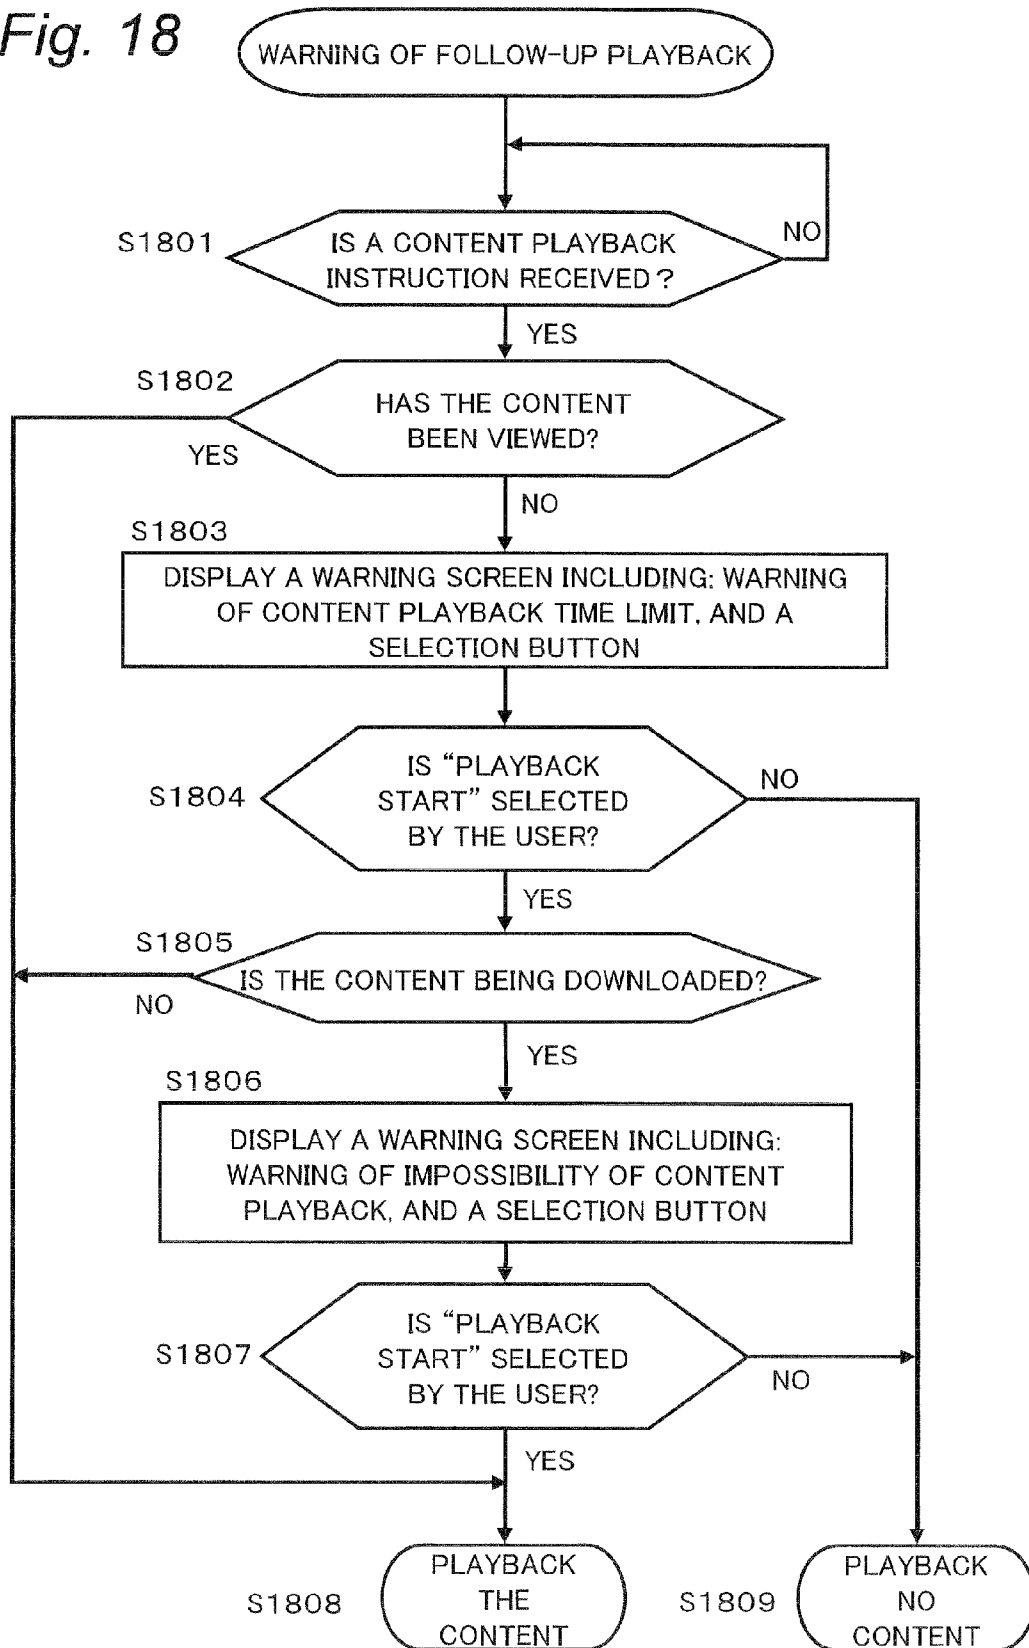 Fig. 18
WARNING OF FOLLOW-UP PLAYBACK
S1801
IS A CONTENT PLAYBACK
INSTRUCTION RECEIVED?
NO
YES
S1802
HAS THE CONTENT
BEEN VIEWED?
YES
NO
S1803
DISPLAY A WARNING SCREEN INCLUDING: WARNING
OF CONTENT PLAYBACK TIME LIMIT, AND A
SELECTION BUTTON
S1804
IS “PLAYBACK
START” SELECTED
BY THE USER?
NO
YES
S1805
IS THE CONTENT BEING DOWNLOADED?
NO
YES
S1806
DISPLAY A WARNING SCREEN INCLUDING:
WARNING OF IMPOSSIBILITY OF CONTENT
PLAYBACK, AND A SELECTION BUTTON
S1807
IS “PLAYBACK
START” SELECTED
BY THE USER?
NO
YES
S1808
PLAYBACK
THE
CONTENT
S1809
PLAYBACK
NO
CONTENT